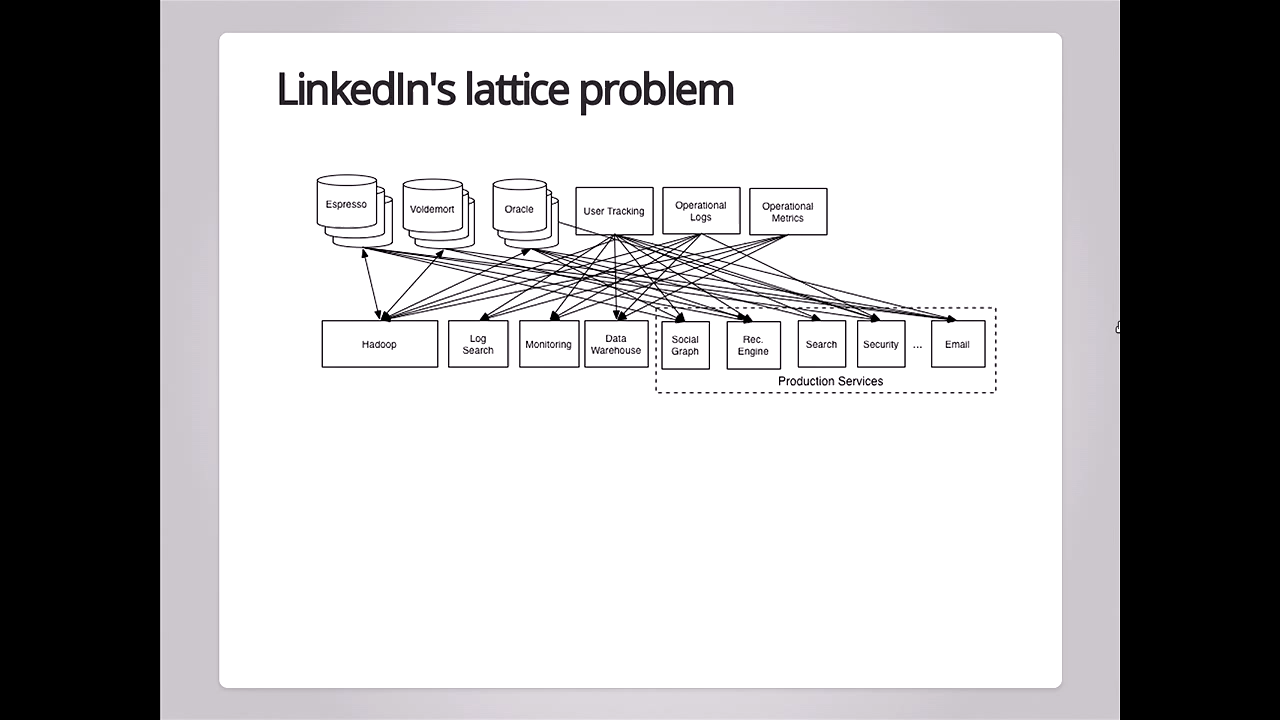 LinkedIn's lattice problem
Espresso
Voldemort
Oracle
User Tracking
Operational
Logs
Operational
Metrics
Hadoop
Log
Search
Monitoring
Data
Warehouse
Social
Graph
Rec.
Engine
Search
Security
...
Email
Production Services